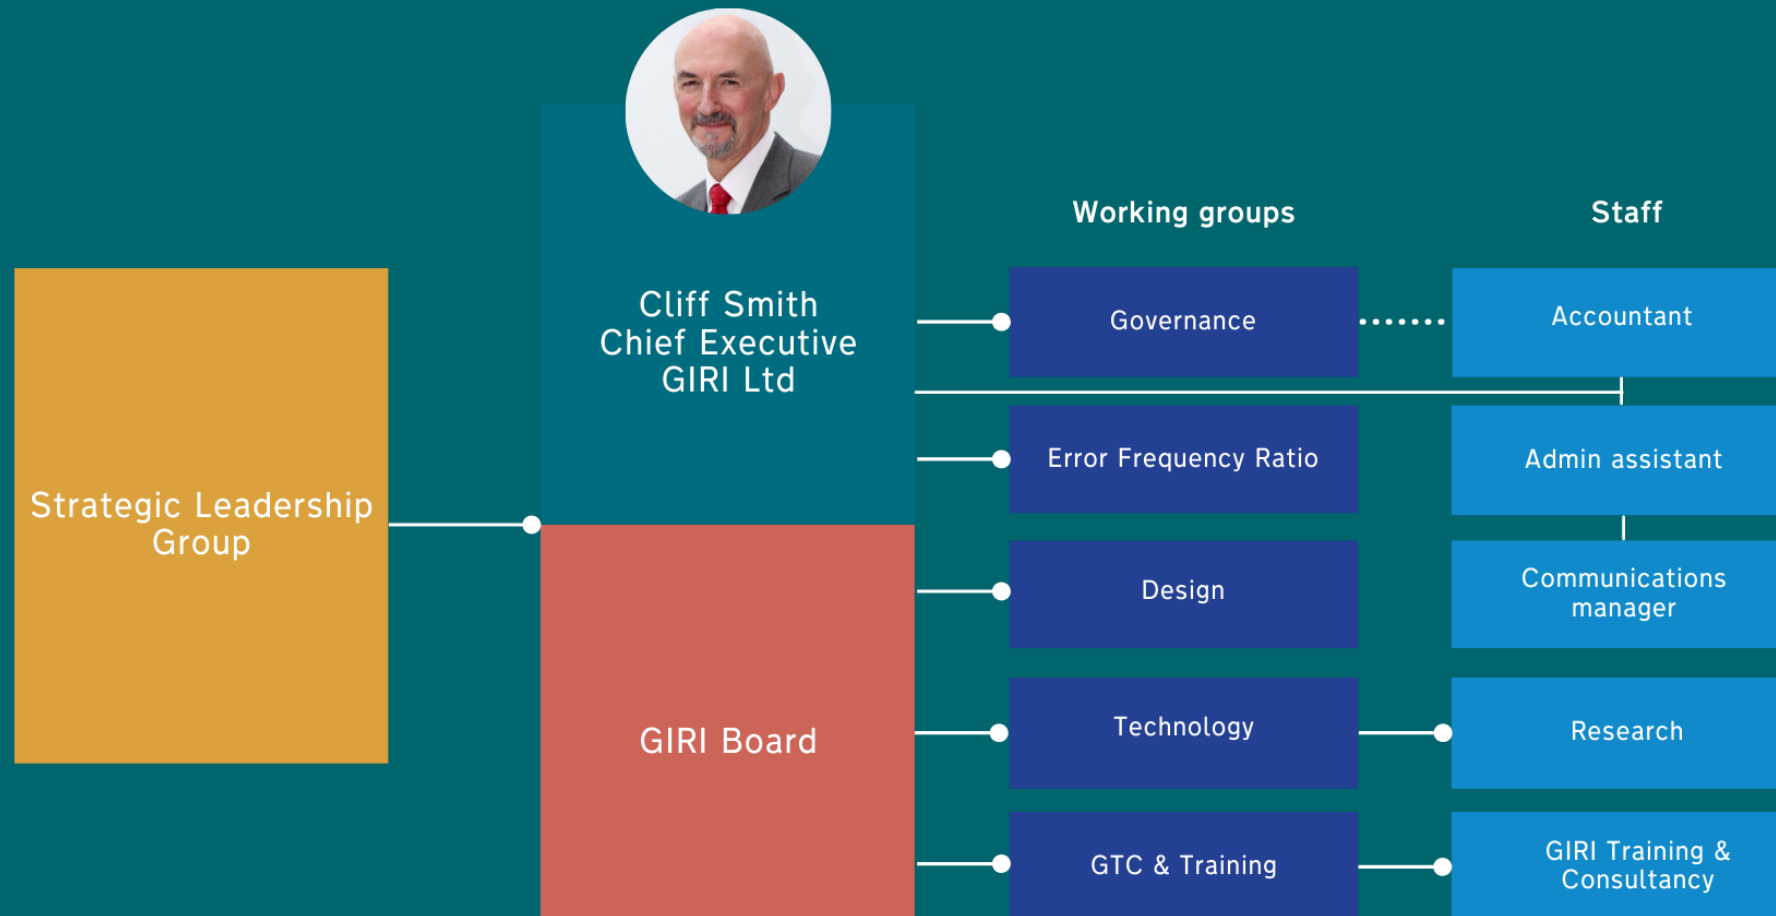 Working groups
Staff
Strategic Leadership
Group
Cliff Smith
Chief Executive
GIRI Ltd
GIRI Board
Governance
Accountant
Error Frequency Ratio
Admin assistant
Design
Communications
manager
Technology
Research
GTC & Training
GIRI Training &
Consultancy